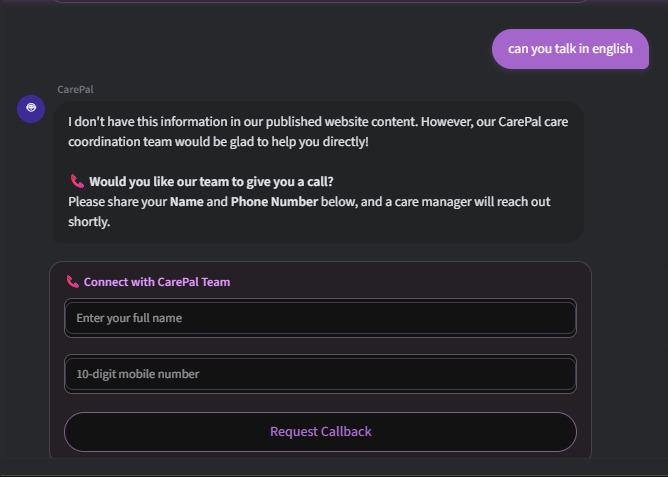 can you talk in english
CarePal
I don't have this information in our published website content. However, our CarePal care
coordination team would be glad to help you directly!
📞 Would you like our team to give you a call?
Please share your Name and Phone Number below, and a care manager will reach out
shortly.
📞 Connect with CarePal Team
Enter your full name
10-digit mobile number
Request Callback